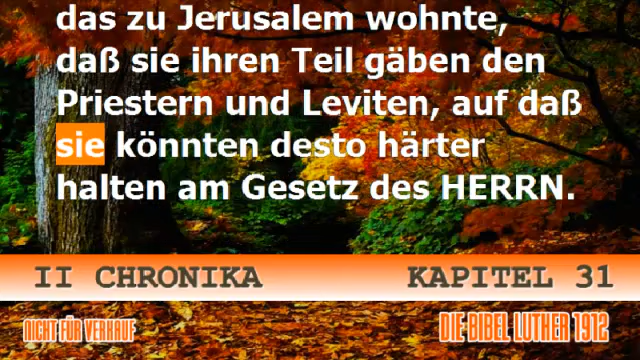 das zu Jerusalem wohnte,
daß sie ihren Teil gäben den
Priestern und Leviten, auf daß
sie könnten desto härter
halten am Gesetz des HERRN.
II CHRONIKA KAPITEL 31
NICHT FÜR VERKAUF DIE BIBEL LUTHER 1912